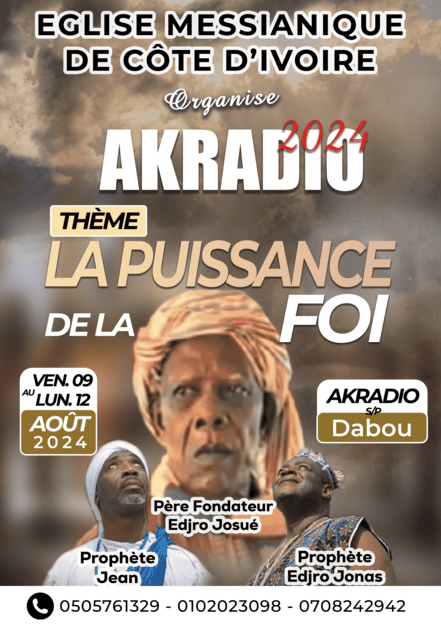 EGLISE MESSIANIQUE
DE CÔTE D'IVOIRE
Organise
AKRADIO
2024
THÈME
LA PUISSANCE
DE LA FOI
VEN. 09
AU
LUN. 12
AOÛT
2024
AKRADIO
S/P
Dabou
Père Fondateur
Edjro Josué
Prophète
Jean
Prophète
Edjro Jonas
0505761329 - 0102023098 - 0708242942